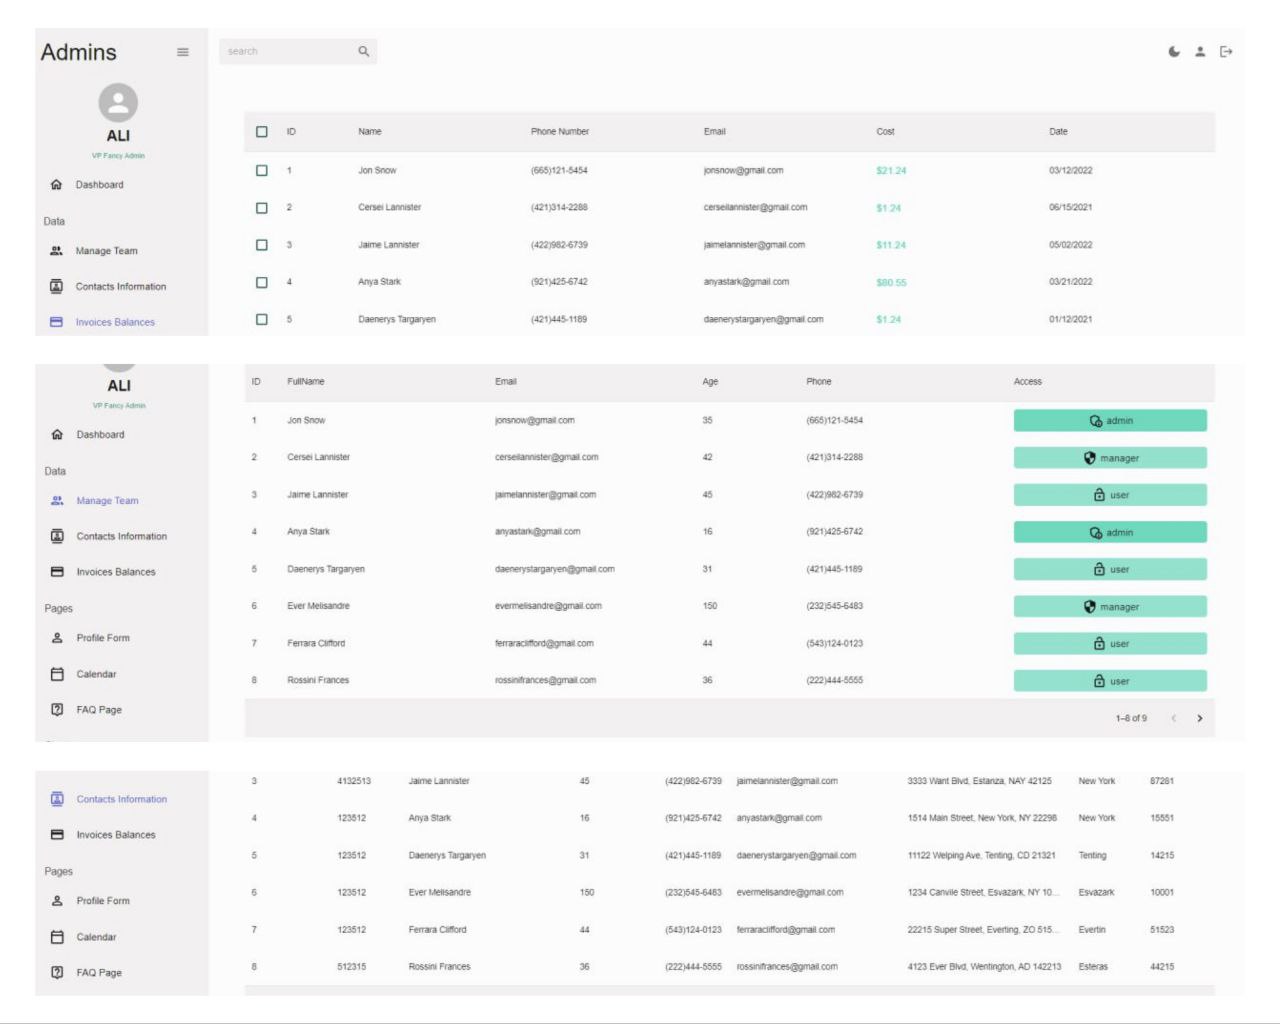 Admins
search
ALI
VP Fancy Admin
Dashboard
Data
Manage Team
Contacts Information
Invoices Balances
ID Name Phone Number Email Cost Date
1 Jon Snow (665)121-5454 jonsnow@gmail.com $21.24 03/12/2022
2 Cersei Lannister (421)314-2288 cerseilannister@gmail.com $1.24 06/15/2021
3 Jaime Lannister (422)982-6739 jaimelannister@gmail.com $11.24 05/02/2022
4 Anya Stark (921)425-6742 anyastark@gmail.com $80.55 03/21/2022
5 Daenerys Targaryen (421)445-1189 daenerystargaryen@gmail.com $1.24 01/12/2021
ALI
VP Fancy Admin
Dashboard
Data
Manage Team
Contacts Information
Invoices Balances
Pages
Profile Form
Calendar
FAQ Page
ID FullName Email Age Phone Access
1 Jon Snow jonsnow@gmail.com 35 (665)121-5454 admin
2 Cersei Lannister cerseilannister@gmail.com 42 (421)314-2288 manager
3 Jaime Lannister jaimelannister@gmail.com 45 (422)982-6739 user
4 Anya Stark anyastark@gmail.com 16 (921)425-6742 admin
5 Daenerys Targaryen daenerystargaryen@gmail.com 31 (421)445-1189 user
6 Ever Melisandre evermelisandre@gmail.com 150 (232)545-6483 manager
7 Ferrara Clifford ferraraclifford@gmail.com 44 (543)124-0123 user
8 Rossini Frances rossinifrances@gmail.com 36 (222)444-5555 user
1–8 of 9
Contacts Information
Invoices Balances
Pages
Profile Form
Calendar
FAQ Page
3 4132513 Jaime Lannister 45 (422)982-6739 jaimelannister@gmail.com 3333 Want Blvd, Estanza, NAY 42125 New York 87281
4 123512 Anya Stark 16 (921)425-6742 anyastark@gmail.com 1514 Main Street, New York, NY 22298 New York 15551
5 123512 Daenerys Targaryen 31 (421)445-1189 daenerystargaryen@gmail.com 11122 Welping Ave, Tenting, CD 21321 Tenting 14215
6 123512 Ever Melisandre 150 (232)545-6483 evermelisandre@gmail.com 1234 Canvile Street, Esvazark, NY 10... Esvazark 10001
7 123512 Ferrara Clifford 44 (543)124-0123 ferraraclifford@gmail.com 22215 Super Street, Everting, ZO 515... Evertin 51523
8 512315 Rossini Frances 36 (222)444-5555 rossinifrances@gmail.com 4123 Ever Blvd, Wentington, AD 142213 Esteras 44215